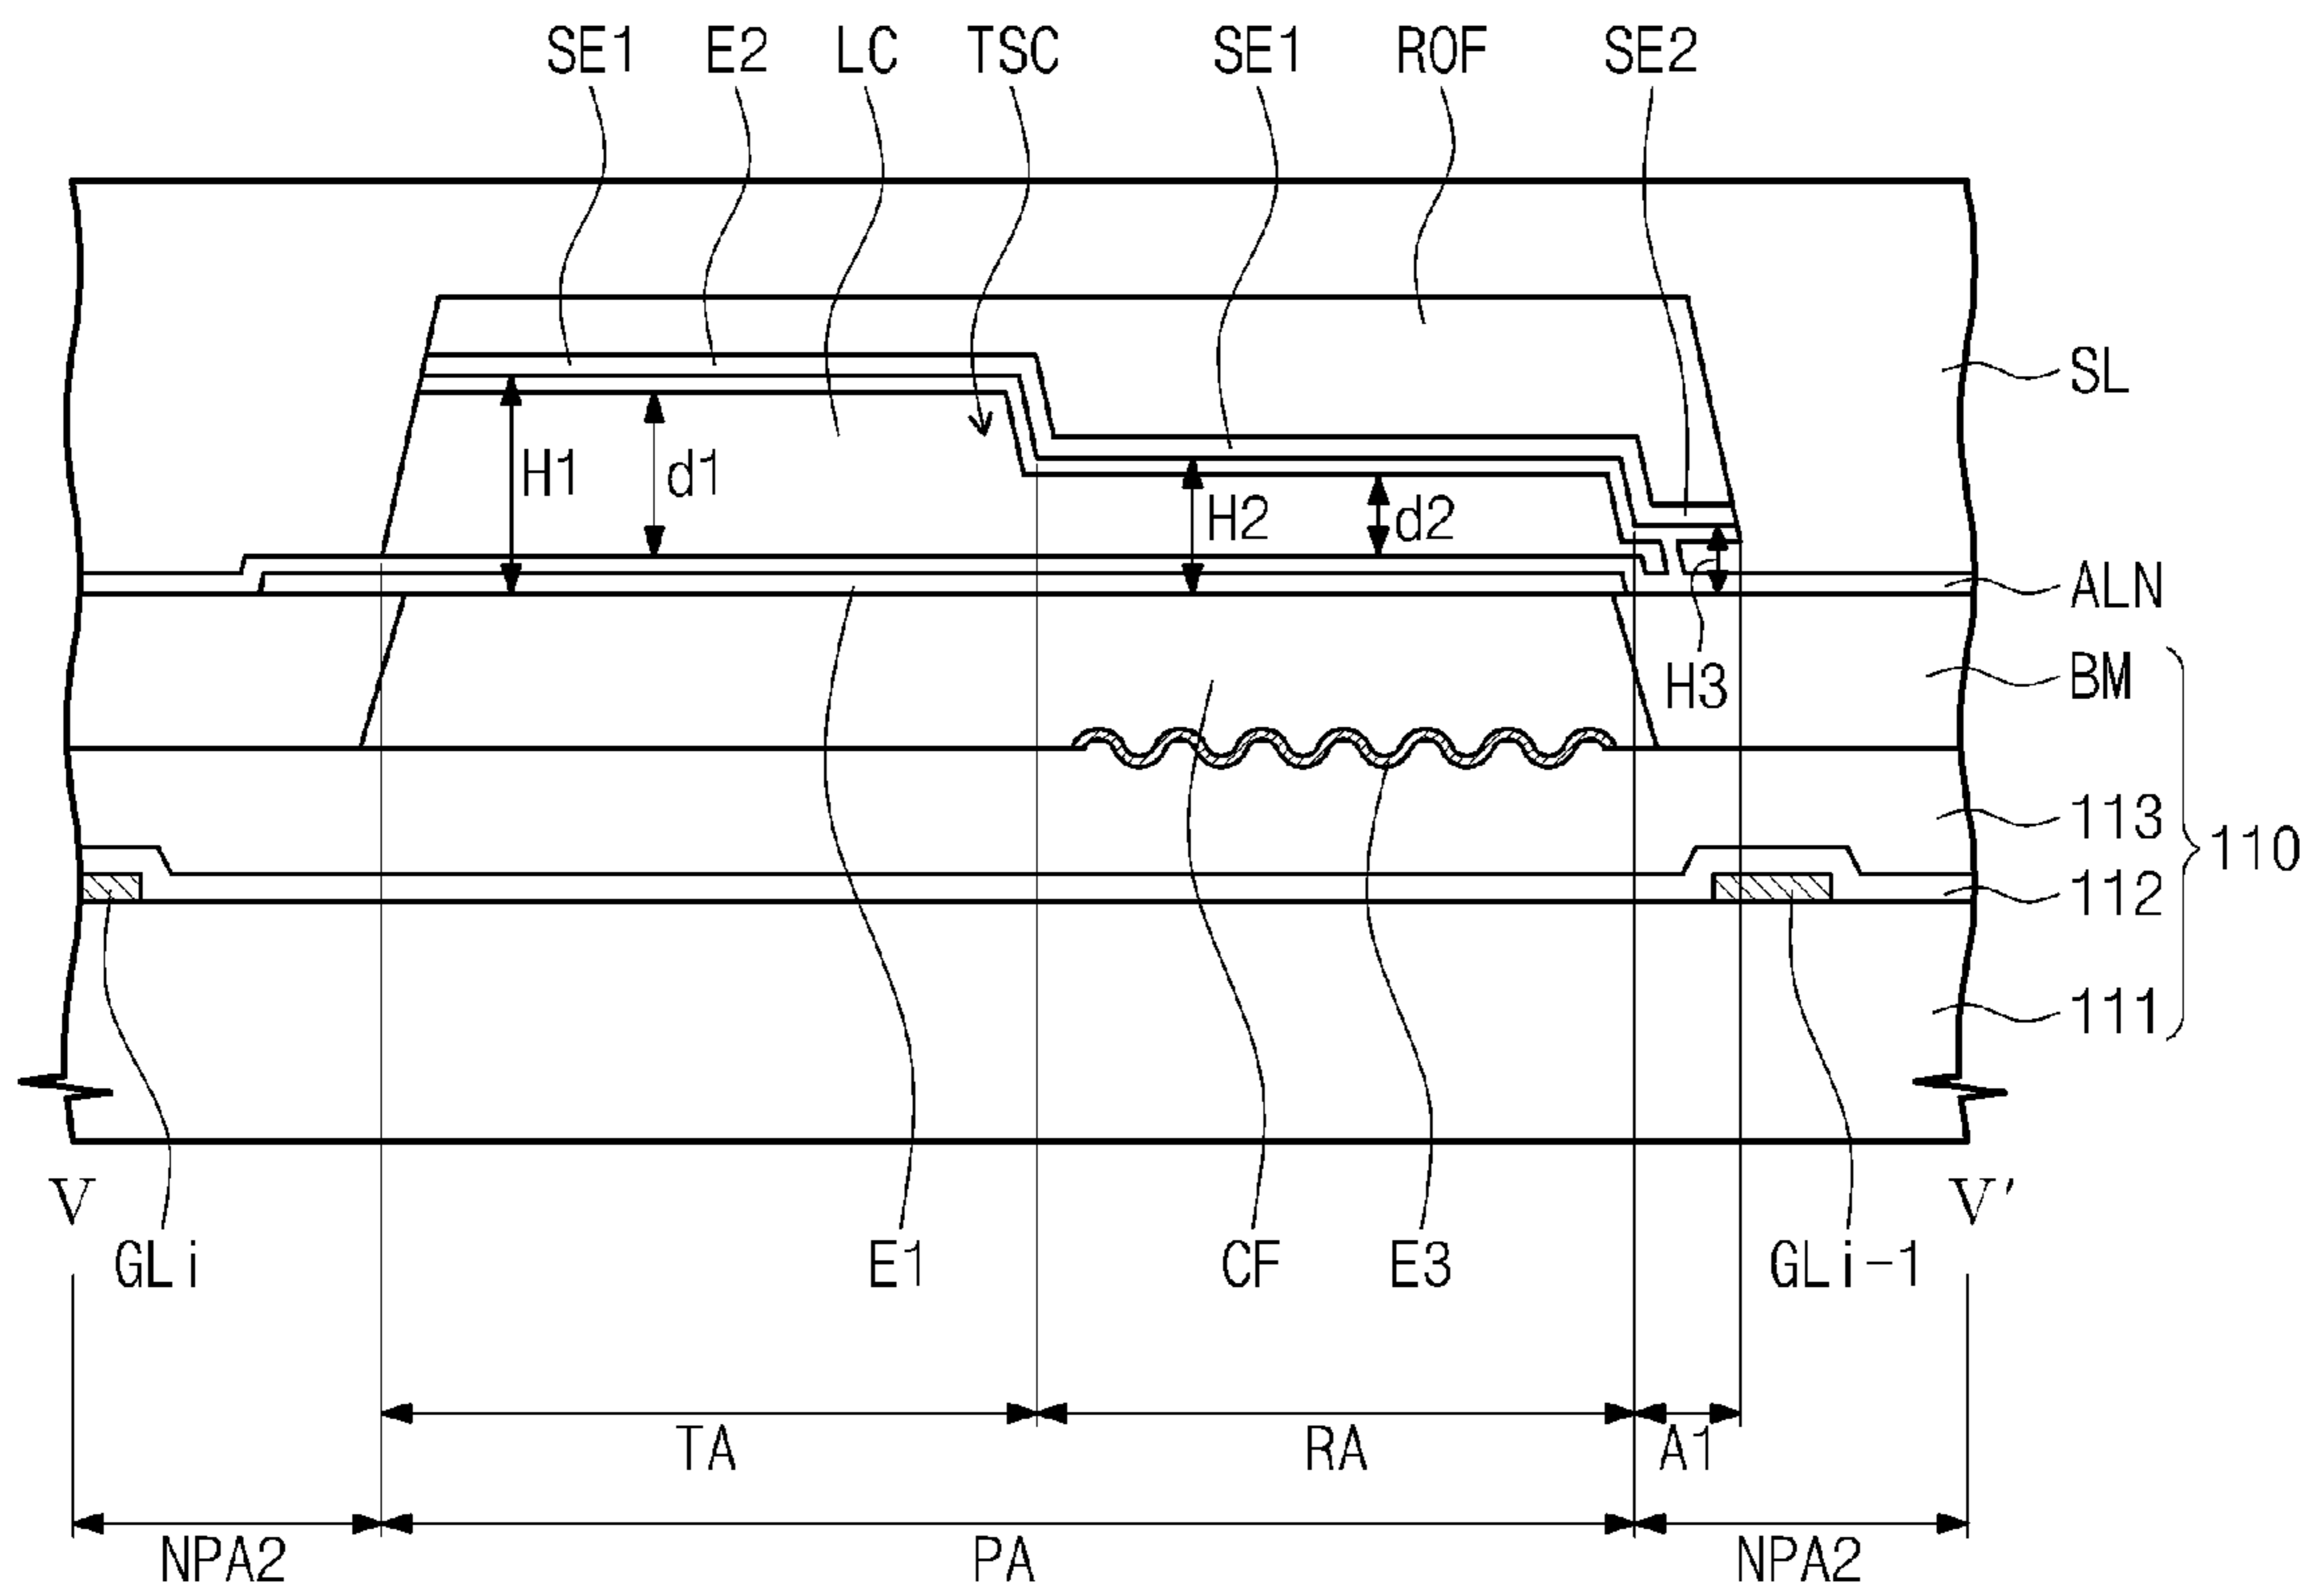 SE1 E2 LC TSC SE1 ROF SE2
SL
H1 d1 H2 d2
ALN
H3 BM
113
110
112
111
V V'
GLi E1 CF E3 GLi-1
TA RA A1
NPA2 PA NPA2